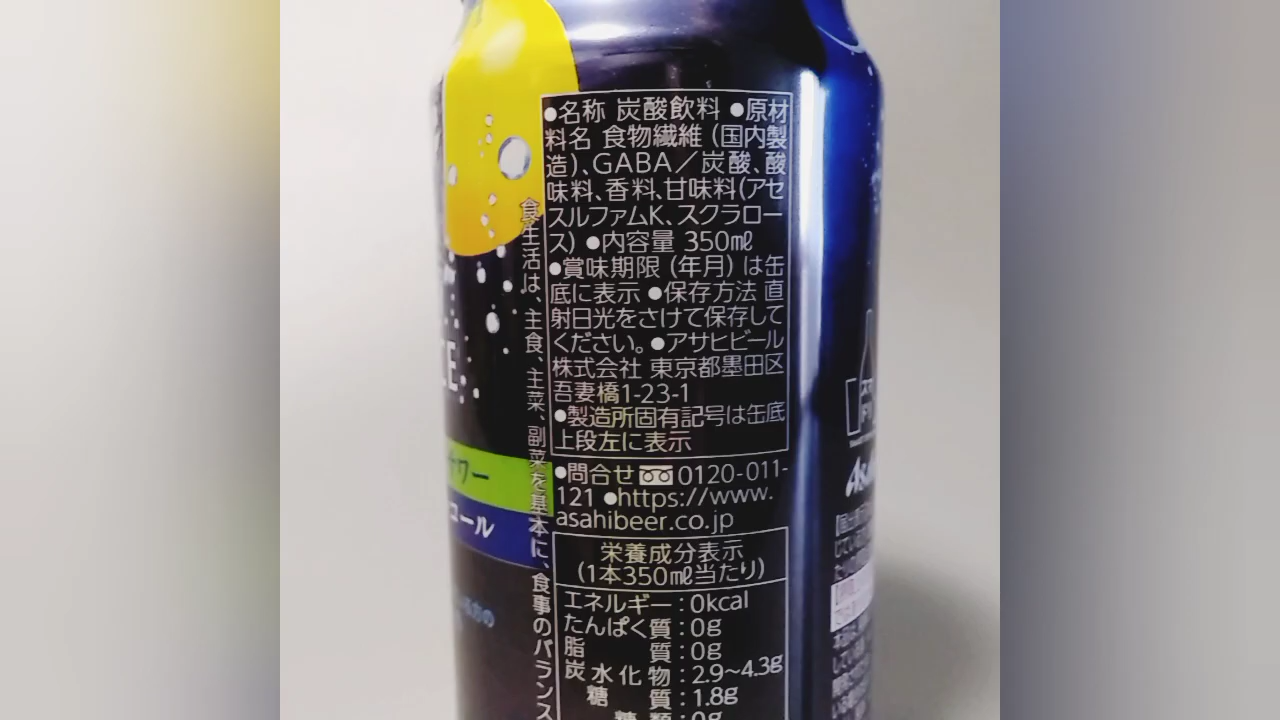 ●名称 炭酸飲料 ●原材
料名 食物繊維(国内製
造)、GABA/炭酸、酸
味料、香料、甘味料(アセ
スルファムK、スクラロー
ス) ●内容量 350㎖
●賞味期限(年月)は缶
底に表示 ●保存方法 直
射日光をさけて保存して
ください。●アサヒビール
株式会社 東京都墨田区
吾妻橋1-23-1
●製造所固有記号は缶底
上段左に表示
●問合せ 0120-011-
121 ●https://www.
asahibeer.co.jp
栄養成分表示
(1本350㎖当たり)
エネルギー:0kcal
たんぱく質:0g
脂質:0g
炭水化物:2.9~4.3g
糖質:1.8g
糖類:0g
食生活は、主食、主菜、副菜を基本に、食事のバランス
サワー
コール